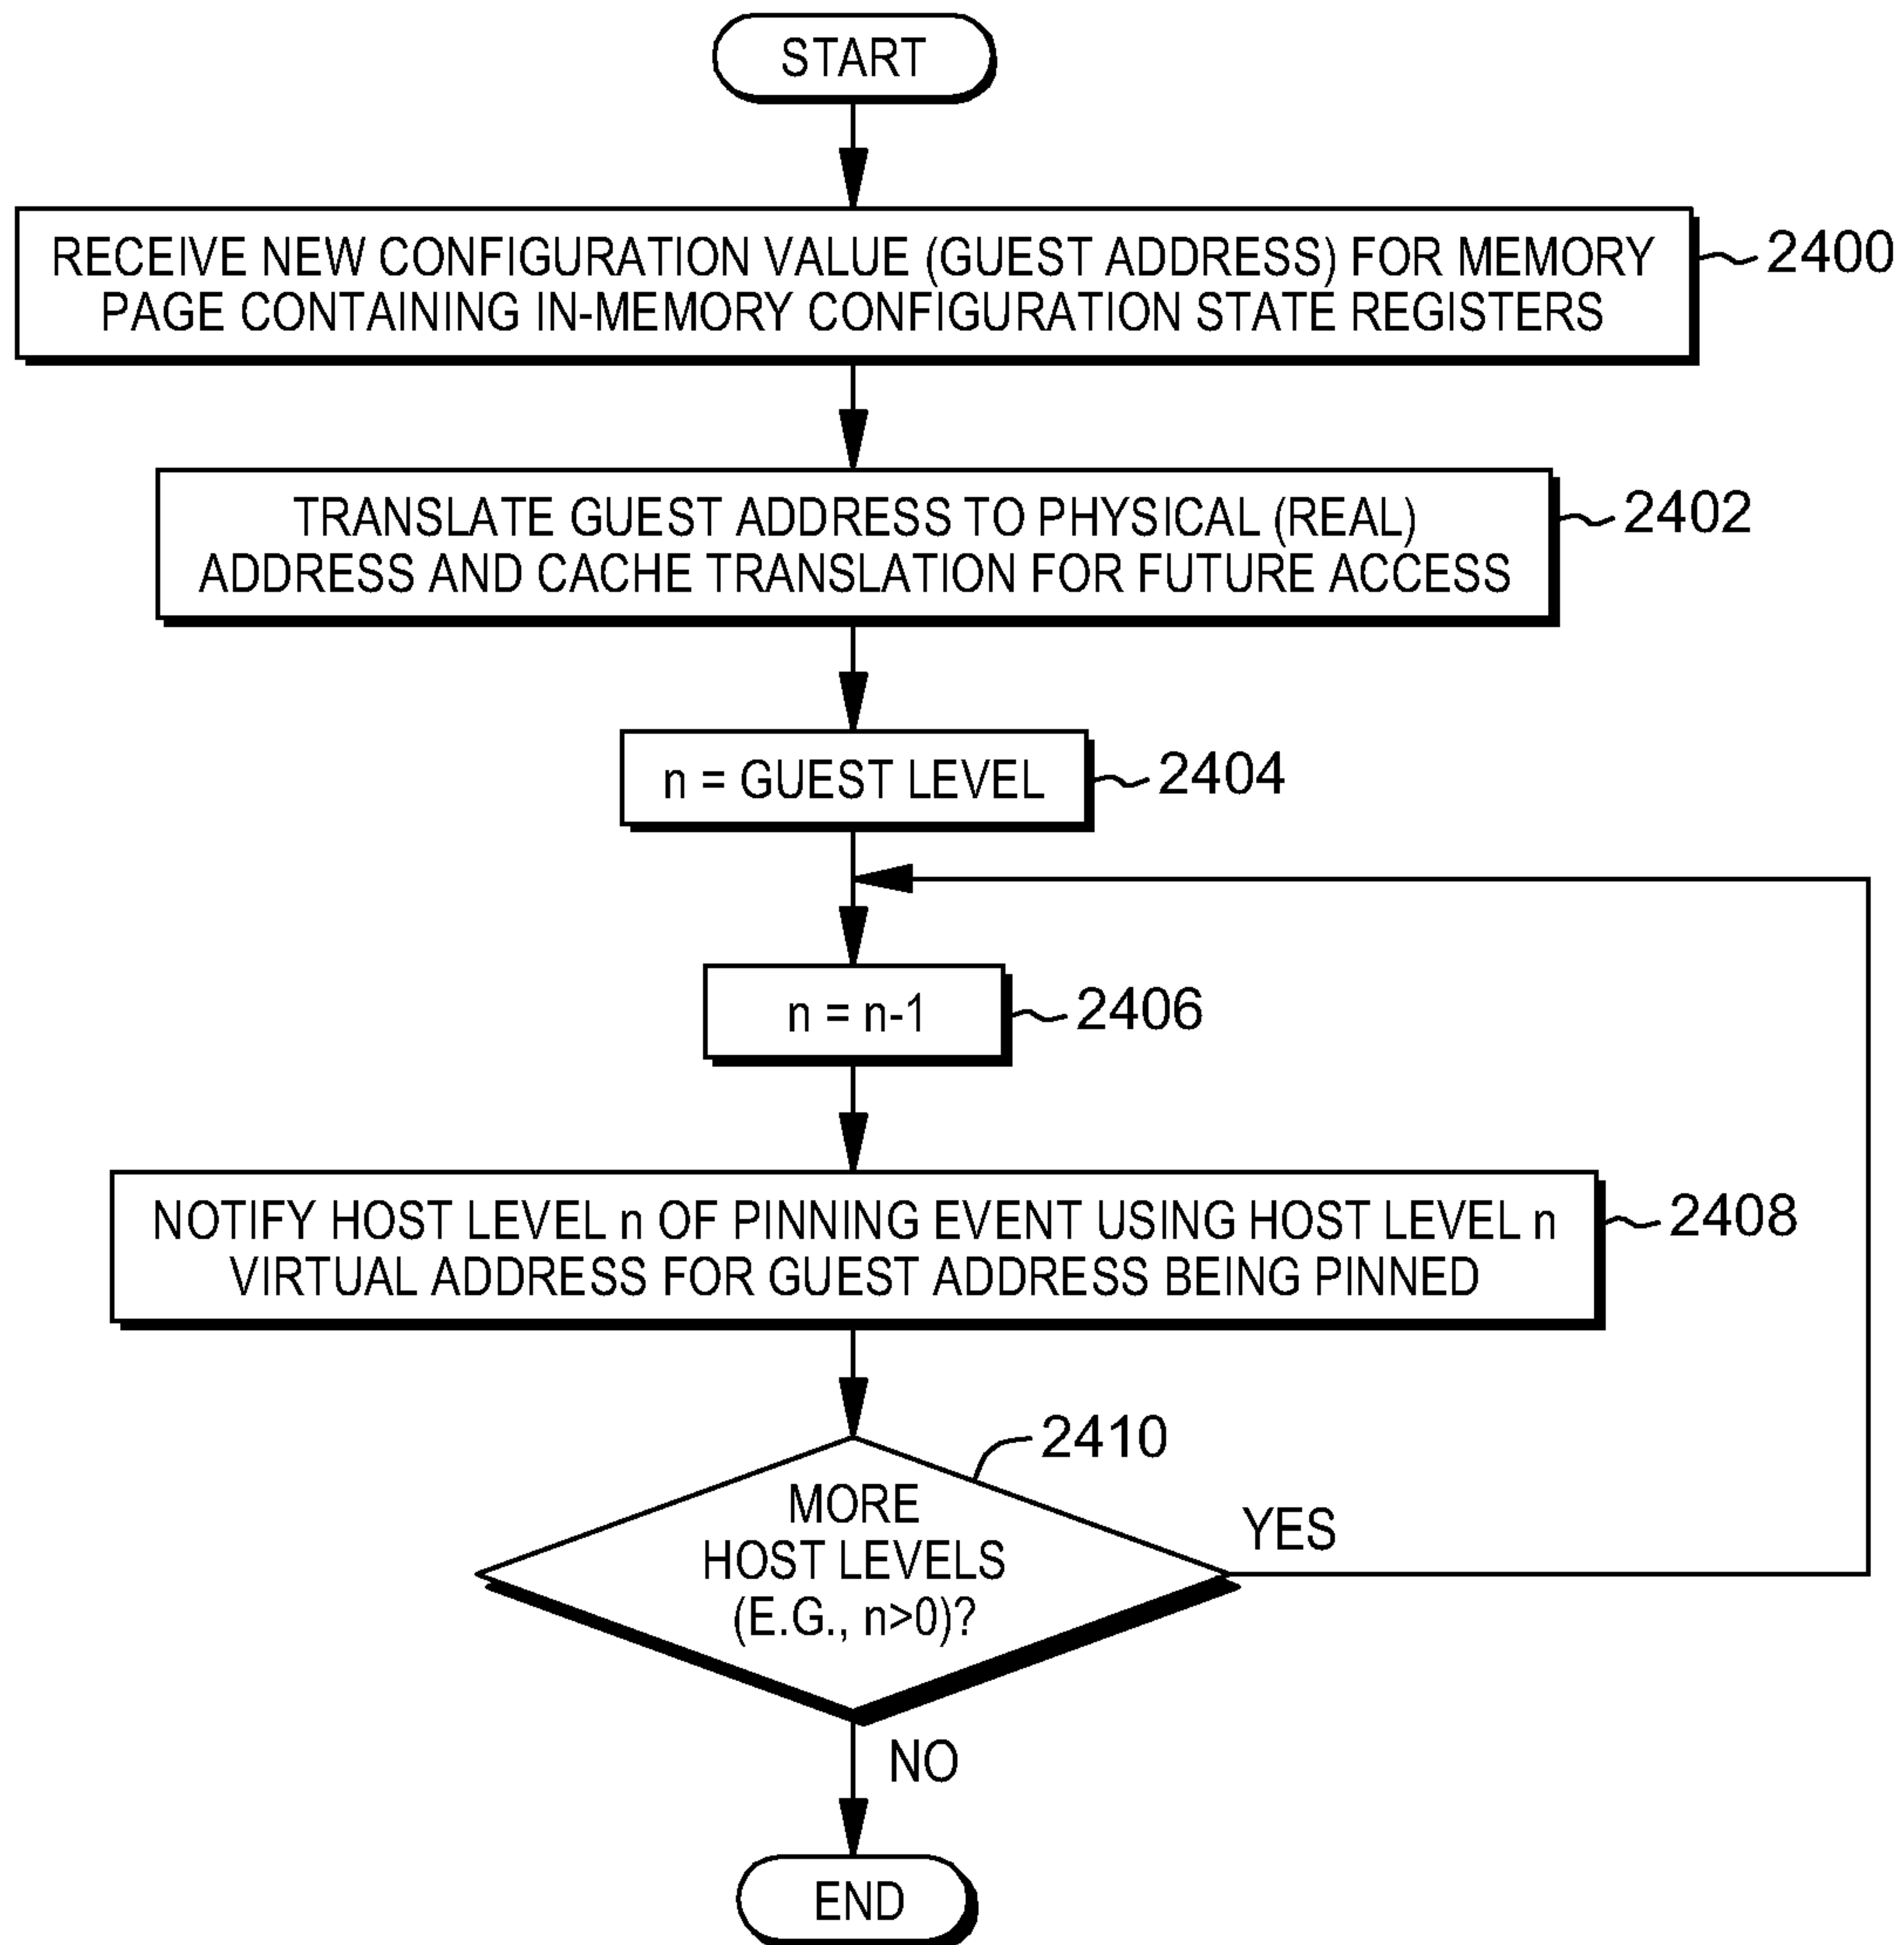 START
RECEIVE NEW CONFIGURATION VALUE (GUEST ADDRESS) FOR MEMORY
PAGE CONTAINING IN-MEMORY CONFIGURATION STATE REGISTERS
2400
TRANSLATE GUEST ADDRESS TO PHYSICAL (REAL)
ADDRESS AND CACHE TRANSLATION FOR FUTURE ACCESS
2402
n = GUEST LEVEL
2404
n = n-1
2406
NOTIFY HOST LEVEL n OF PINNING EVENT USING HOST LEVEL n
VIRTUAL ADDRESS FOR GUEST ADDRESS BEING PINNED
2408
2410
MORE
HOST LEVELS
(E.G., n>0)?
YES
NO
END